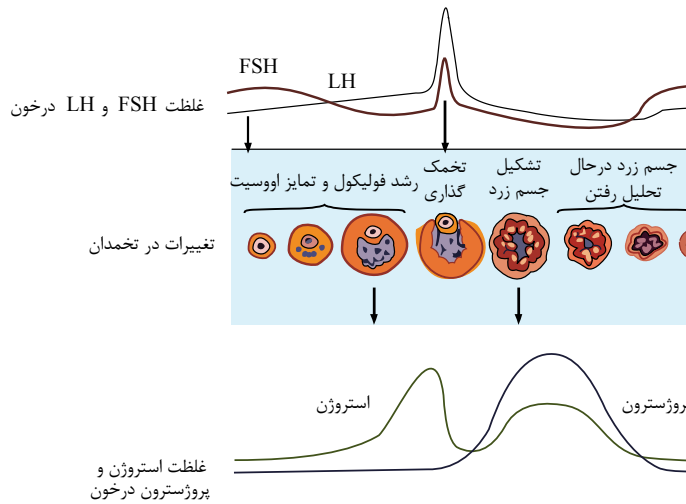 FSH
LH
غلظت FSH و LH درخون
رشد فولیکول و تمایز اووسیت
تخمک
گذاری
تشکیل
جسم زرد
جسم زرد درحال
تحلیل رفتن
تغییرات در تخمدان
استروژن
روژسترون
غلظت استروژن و
پروژسترون درخون